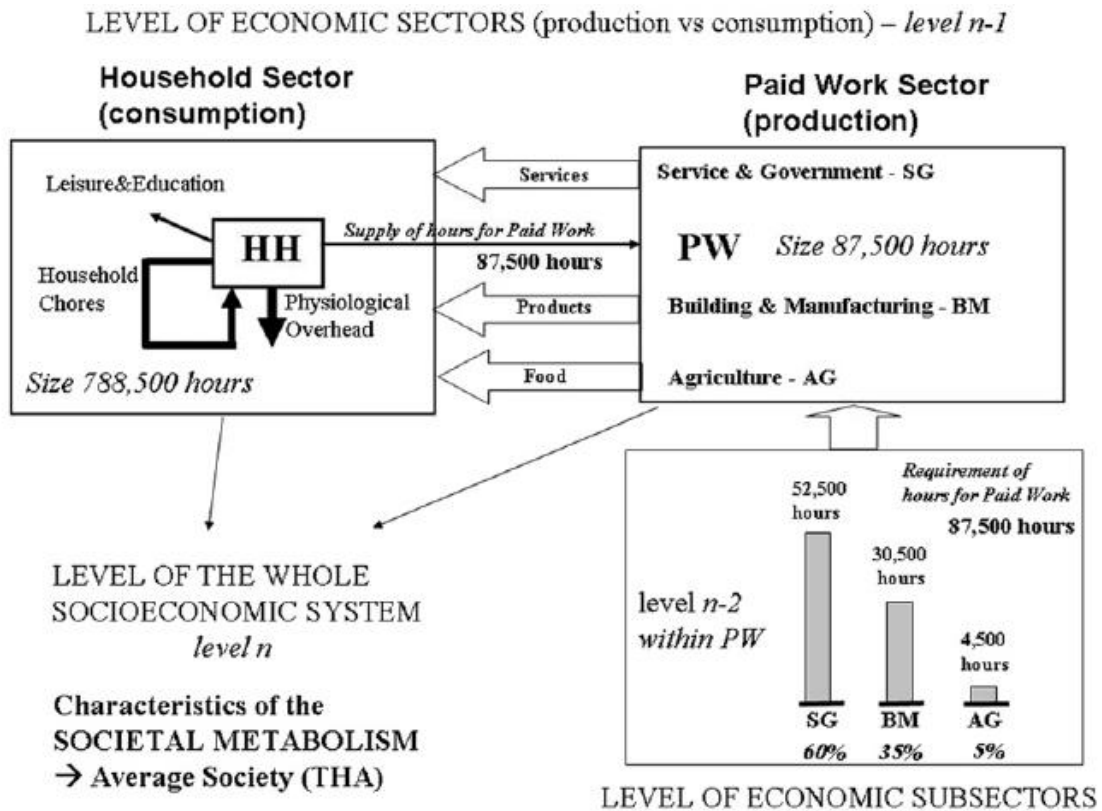 LEVEL OF ECONOMIC SECTORS (production vs consumption) – level n-1
Household Sector
(consumption)
Paid Work Sector
(production)
Leisure&Education
HH
Household
Chores
Physiological
Overhead
Size 788,500 hours
Services
Supply of hours for Paid Work
87,500 hours
Products
Food
Service & Government - SG
PW
Size 87,500 hours
Building & Manufacturing - BM
Agriculture - AG
LEVEL OF THE WHOLE
SOCIOECONOMIC SYSTEM
level n
Characteristics of the
SOCIETAL METABOLISM
→ Average Society (THA)
Requirement of
hours for Paid Work
87,500 hours
level n-2
within PW
52,500
hours
30,500
hours
4,500
hours
SG
BM
AG
60%
35%
5%
LEVEL OF ECONOMIC SUBSECTORS